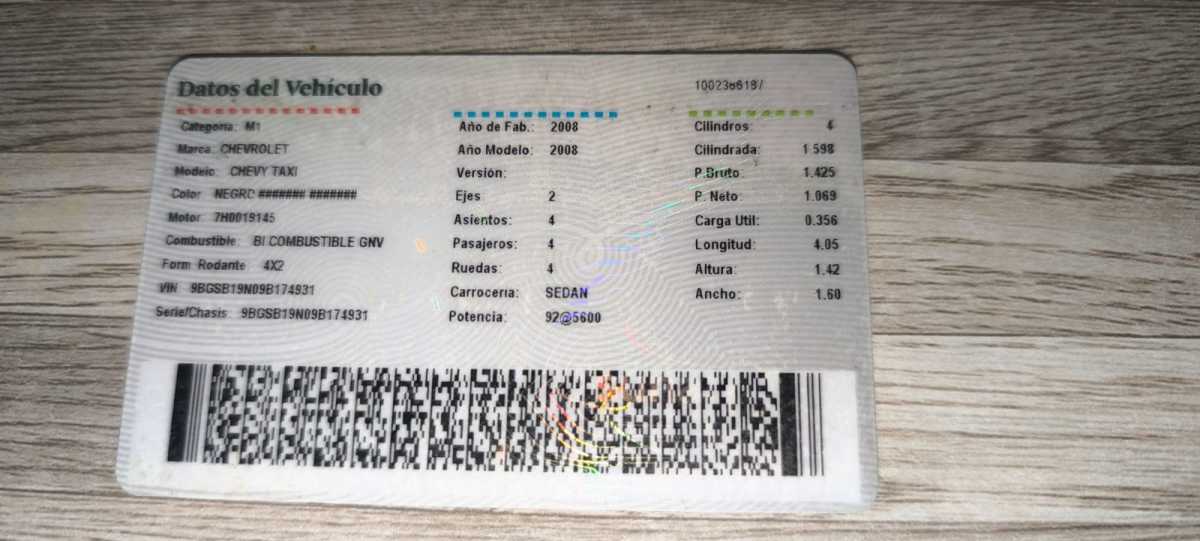 Datos del Vehículo
1002386187
Categoria: M1
Marca: CHEVROLET
Modelo: CHEVY TAXI
Color: NEGRO ####### #######
Motor: 7H0019145
Combustible: BI COMBUSTIBLE GNV
Form Rodante 4X2
VIN 9BGSB19N09B174931
Serie/Chasis 9BGSB19N09B174931
Año de Fab.: 2008
Año Modelo: 2008
Versión:
Ejes 2
Asientos: 4
Pasajeros: 4
Ruedas: 4
Carrocería: SEDAN
Potencia: 92@5600
Cilindros: 4
Cilindrada: 1 598
P.Bruto: 1.425
P. Neto: 1.069
Carga Util: 0.356
Longitud: 4.05
Altura: 1.42
Ancho: 1.60